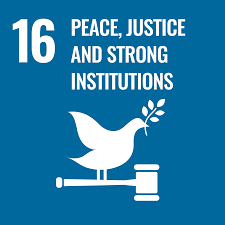 16 PEACE, JUSTICE
AND STRONG
INSTITUTIONS